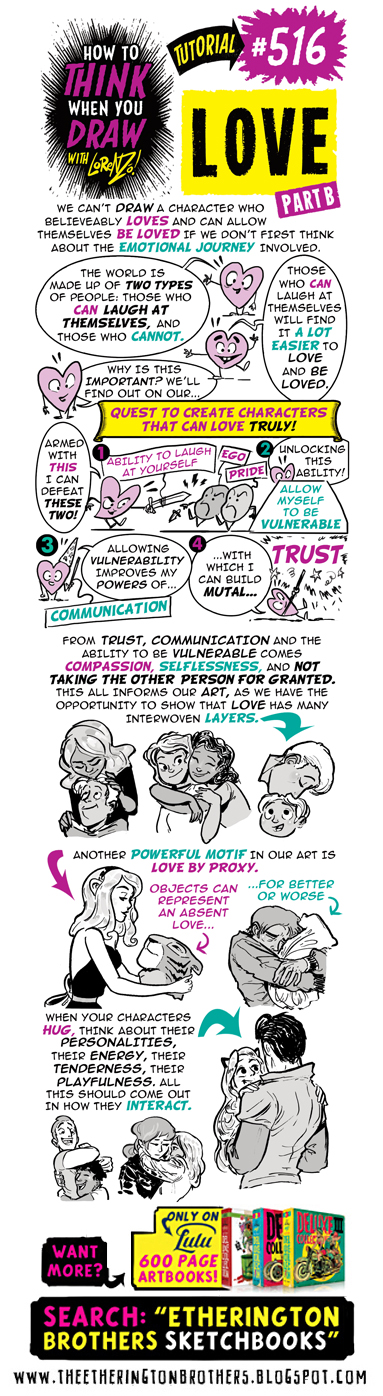 HOW TO
THINK
WHEN YOU
DRAW
WITH LORENZO!
TUTORIAL
#516
LOVE
PART B
WE CAN'T DRAW A CHARACTER WHO
BELIEVEABLY LOVES AND CAN ALLOW
THEMSELVES BE LOVED IF WE DON'T FIRST THINK
ABOUT THE EMOTIONAL JOURNEY INVOLVED.
THE WORLD IS
MADE UP OF TWO TYPES
OF PEOPLE: THOSE WHO
CAN LAUGH AT
THEMSELVES, AND
THOSE WHO CANNOT.
THOSE
WHO CAN
LAUGH AT
THEMSELVES
WILL FIND
IT A LOT
EASIER TO
LOVE
AND BE
LOVED.
WHY IS THIS
IMPORTANT? WE'LL
FIND OUT ON OUR...
QUEST TO CREATE CHARACTERS
THAT CAN LOVE TRULY!
ARMED
WITH
THIS
I CAN
DEFEAT
THESE
TWO!
1
ABILITY TO LAUGH
AT YOURSELF
EGO
PRIDE
2
UNLOCKING
THIS
ABILITY!
ALLOW
MYSELF
TO BE
VULNERABLE
3
ALLOWING
VULNERABILITY
IMPROVES MY
POWERS OF...
COMMUNICATION
4
...WITH
WHICH I
CAN BUILD
MUTAL...
TRUST
FROM TRUST, COMMUNICATION AND THE
ABILITY TO BE VULNERABLE COMES
COMPASSION, SELFLESSNESS, AND NOT
TAKING THE OTHER PERSON FOR GRANTED.
THIS ALL INFORMS OUR ART, AS WE HAVE THE
OPPORTUNITY TO SHOW THAT LOVE HAS MANY
INTERWOVEN LAYERS.
ANOTHER POWERFUL MOTIF IN OUR ART IS
LOVE BY PROXY.
OBJECTS CAN
REPRESENT
AN ABSENT
LOVE...
...FOR BETTER
OR WORSE
WHEN YOUR CHARACTERS
HUG, THINK ABOUT THEIR
PERSONALITIES,
THEIR ENERGY, THEIR
TENDERNESS, THEIR
PLAYFULNESS. ALL
THIS SHOULD COME OUT
IN HOW THEY INTERACT.
WANT
MORE?
ONLY ON
Lulu
600 PAGE
ARTBOOKS!
DELUXE
SEARCH: "ETHERINGTON
BROTHERS SKETCHBOOKS"
WWW.THEETHERINGTONBROTHERS.BLOGSPOT.COM